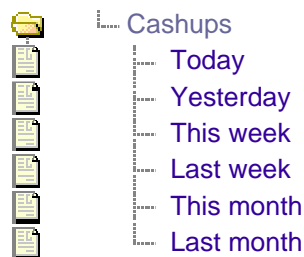 Cashups
Today
Yesterday
This week
Last week
This month
Last month